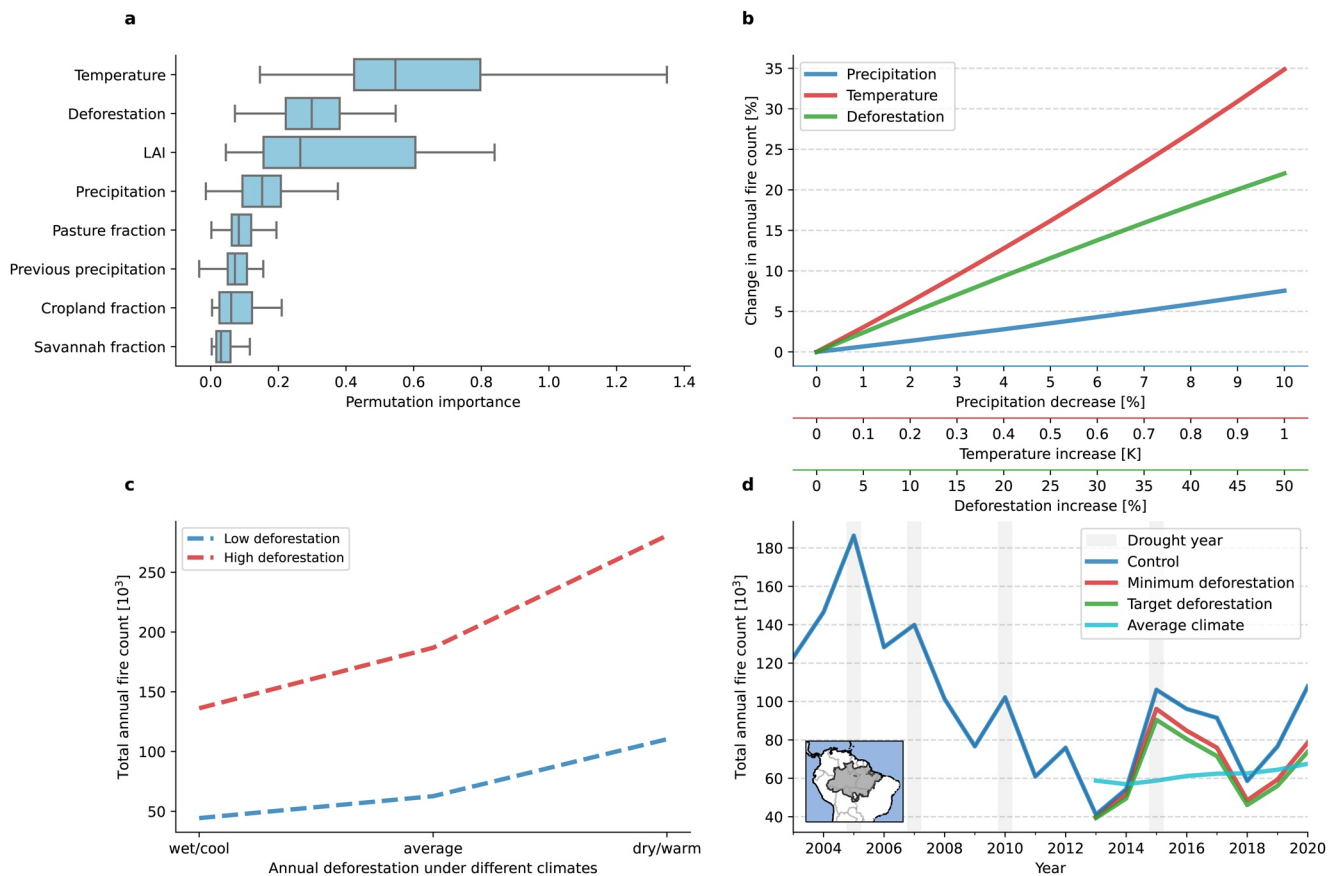 a
Temperature
Deforestation
LAI
Precipitation
Pasture fraction
Previous precipitation
Cropland fraction
Savannah fraction
0.0 0.2 0.4 0.6 0.8 1.0 1.2 1.4
Permutation importance
b
Precipitation
Temperature
Deforestation
Change in annual fire count [%]
35
30
25
20
15
10
5
0
0 1 2 3 4 5 6 7 8 9 10
Precipitation decrease [%]
0 0.1 0.2 0.3 0.4 0.5 0.6 0.7 0.8 0.9 1
Temperature increase [K]
0 5 10 15 20 25 30 35 40 45 50
Deforestation increase [%]
c
Low deforestation
High deforestation
Total annual fire count [10³]
250
200
150
100
50
wet/cool average dry/warm
Annual deforestation under different climates
d
Drought year
Control
Minimum deforestation
Target deforestation
Average climate
Total annual fire count [10³]
180
160
140
120
100
80
60
40
2004 2006 2008 2010 2012 2014 2016 2018 2020
Year